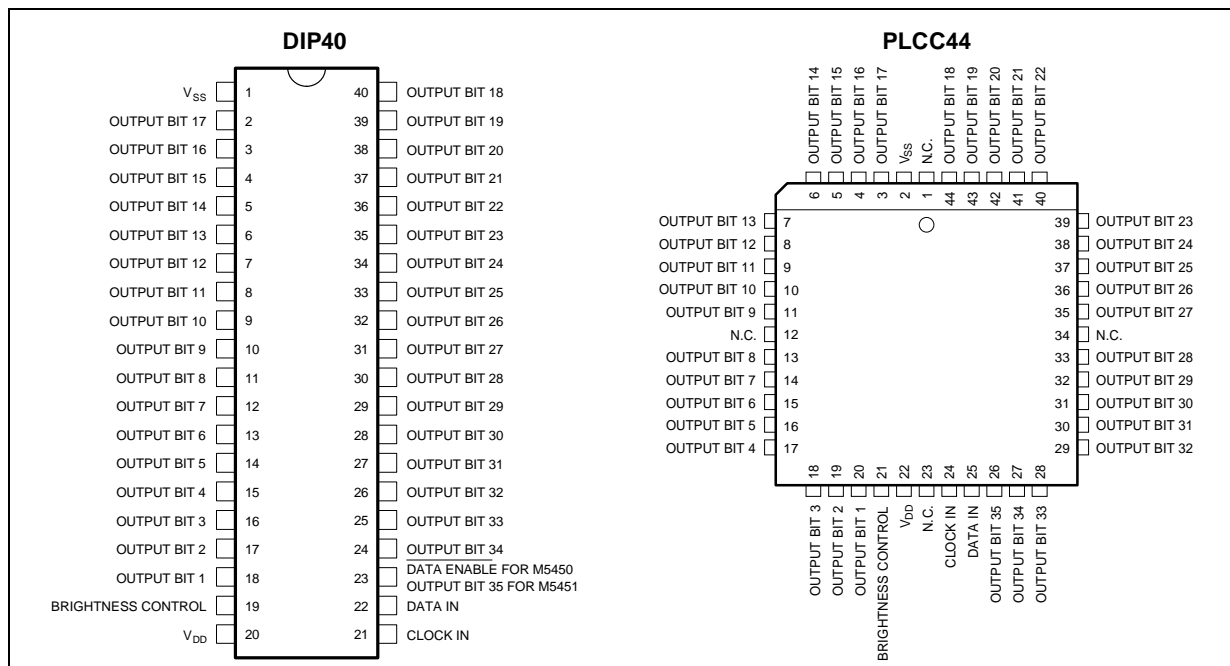 DIP40
VSS 1
OUTPUT BIT 17 2
OUTPUT BIT 16 3
OUTPUT BIT 15 4
OUTPUT BIT 14 5
OUTPUT BIT 13 6
OUTPUT BIT 12 7
OUTPUT BIT 11 8
OUTPUT BIT 10 9
OUTPUT BIT 9 10
OUTPUT BIT 8 11
OUTPUT BIT 7 12
OUTPUT BIT 6 13
OUTPUT BIT 5 14
OUTPUT BIT 4 15
OUTPUT BIT 3 16
OUTPUT BIT 2 17
OUTPUT BIT 1 18
BRIGHTNESS CONTROL 19
VDD 20
40 OUTPUT BIT 18
39 OUTPUT BIT 19
38 OUTPUT BIT 20
37 OUTPUT BIT 21
36 OUTPUT BIT 22
35 OUTPUT BIT 23
34 OUTPUT BIT 24
33 OUTPUT BIT 25
32 OUTPUT BIT 26
31 OUTPUT BIT 27
30 OUTPUT BIT 28
29 OUTPUT BIT 29
28 OUTPUT BIT 30
27 OUTPUT BIT 31
26 OUTPUT BIT 32
25 OUTPUT BIT 33
24 OUTPUT BIT 34
23 DATA ENABLE FOR M5450
OUTPUT BIT 35 FOR M5451
22 DATA IN
21 CLOCK IN
PLCC44
OUTPUT BIT 14 6
OUTPUT BIT 15 5
OUTPUT BIT 16 4
OUTPUT BIT 17 3
VSS 2
N.C. 1
OUTPUT BIT 18 44
OUTPUT BIT 19 43
OUTPUT BIT 20 42
OUTPUT BIT 21 41
OUTPUT BIT 22 40
OUTPUT BIT 13 7
OUTPUT BIT 12 8
OUTPUT BIT 11 9
OUTPUT BIT 10 10
OUTPUT BIT 9 11
N.C. 12
OUTPUT BIT 8 13
OUTPUT BIT 7 14
OUTPUT BIT 6 15
OUTPUT BIT 5 16
OUTPUT BIT 4 17
39 OUTPUT BIT 23
38 OUTPUT BIT 24
37 OUTPUT BIT 25
36 OUTPUT BIT 26
35 OUTPUT BIT 27
34 N.C.
33 OUTPUT BIT 28
32 OUTPUT BIT 29
31 OUTPUT BIT 30
30 OUTPUT BIT 31
29 OUTPUT BIT 32
18 OUTPUT BIT 3
19 OUTPUT BIT 2
20 OUTPUT BIT 1
21 BRIGHTNESS CONTROL
22 VDD
23 N.C.
24 CLOCK IN
25 DATA IN
26 OUTPUT BIT 35
27 OUTPUT BIT 34
28 OUTPUT BIT 33